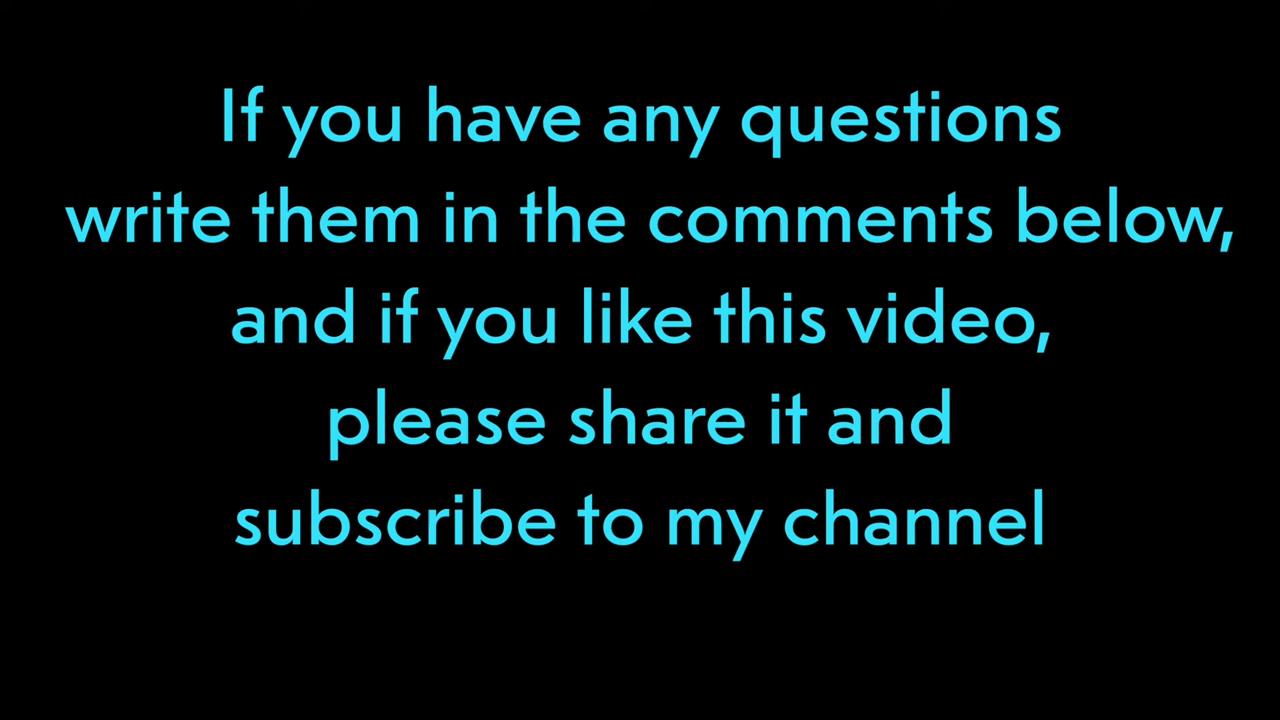 If you have any questions
write them in the comments below,
and if you like this video,
please share it and
subscribe to my channel